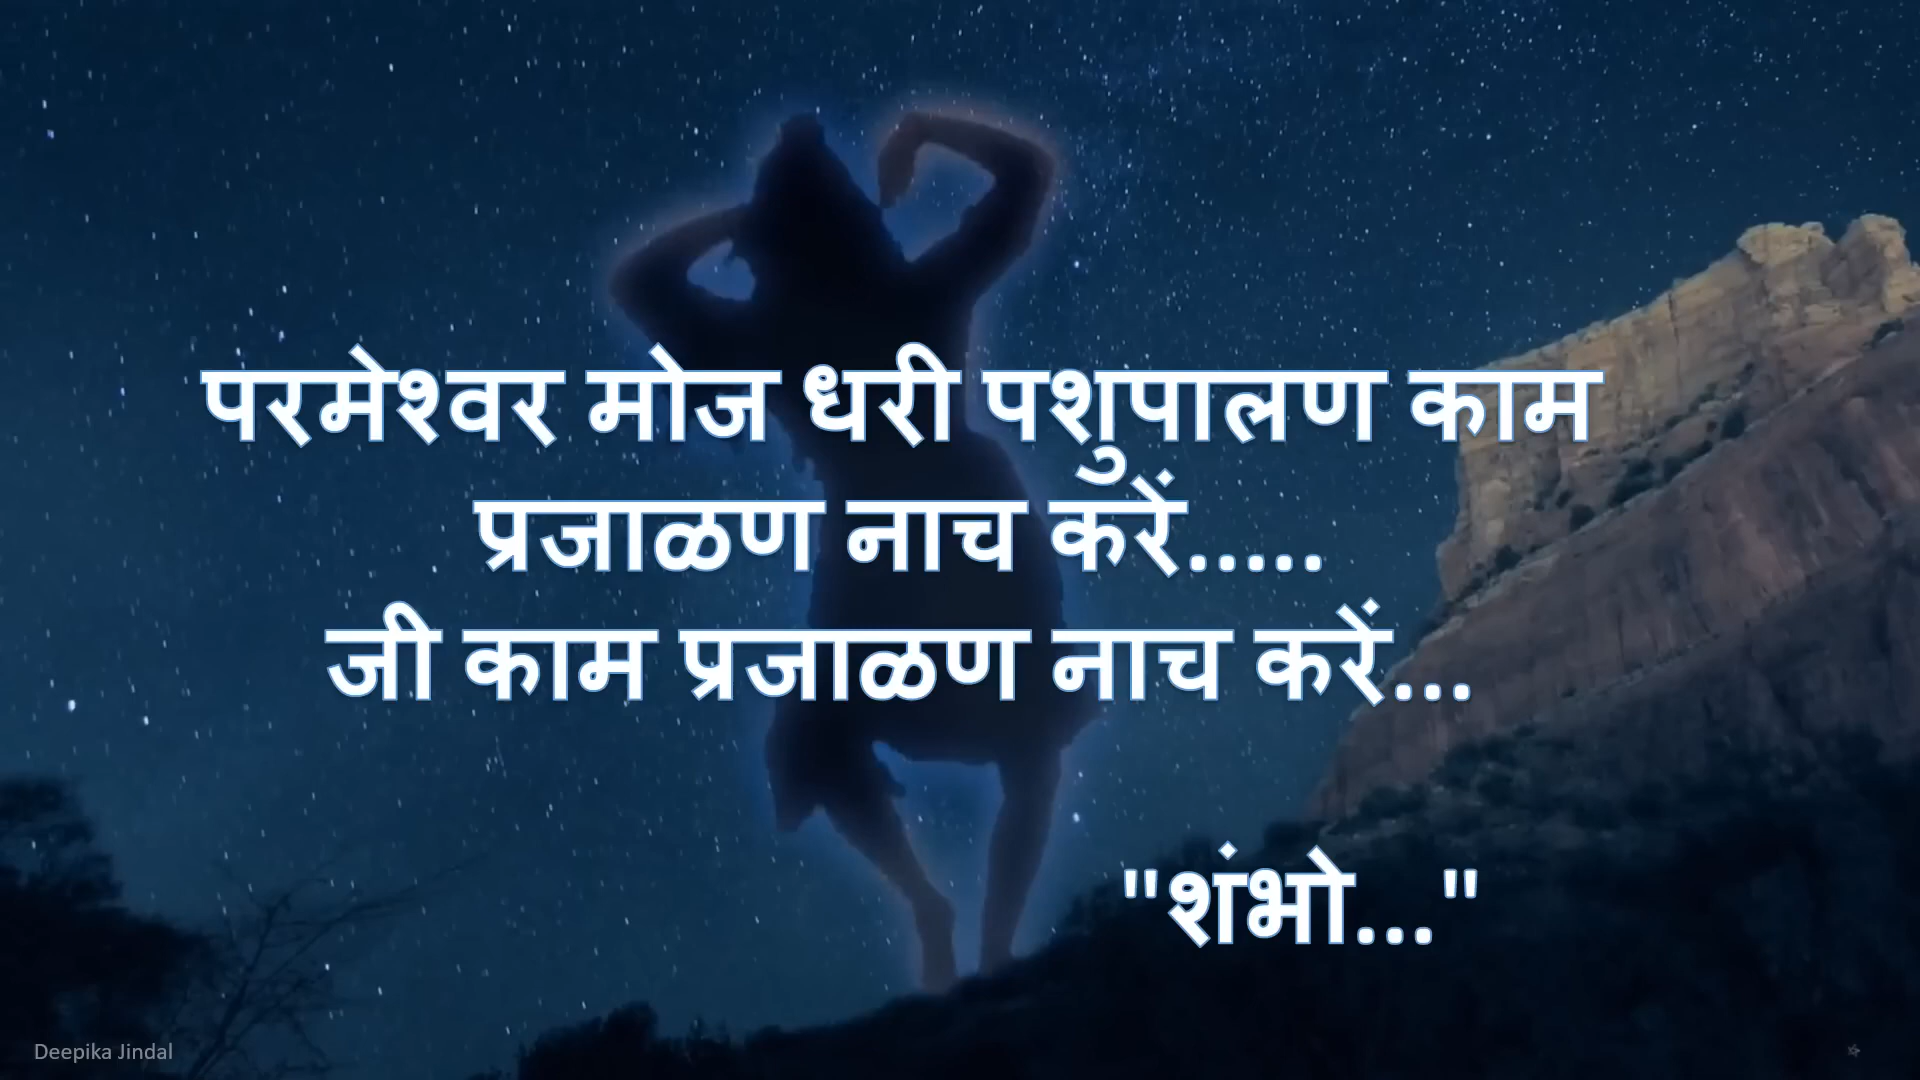 परमेश्वर मोज धरी पशुपालण काम
प्रजाळण नाच करें.....
जी काम प्रजाळण नाच करें...
"शंभो..."
Deepika Jindal